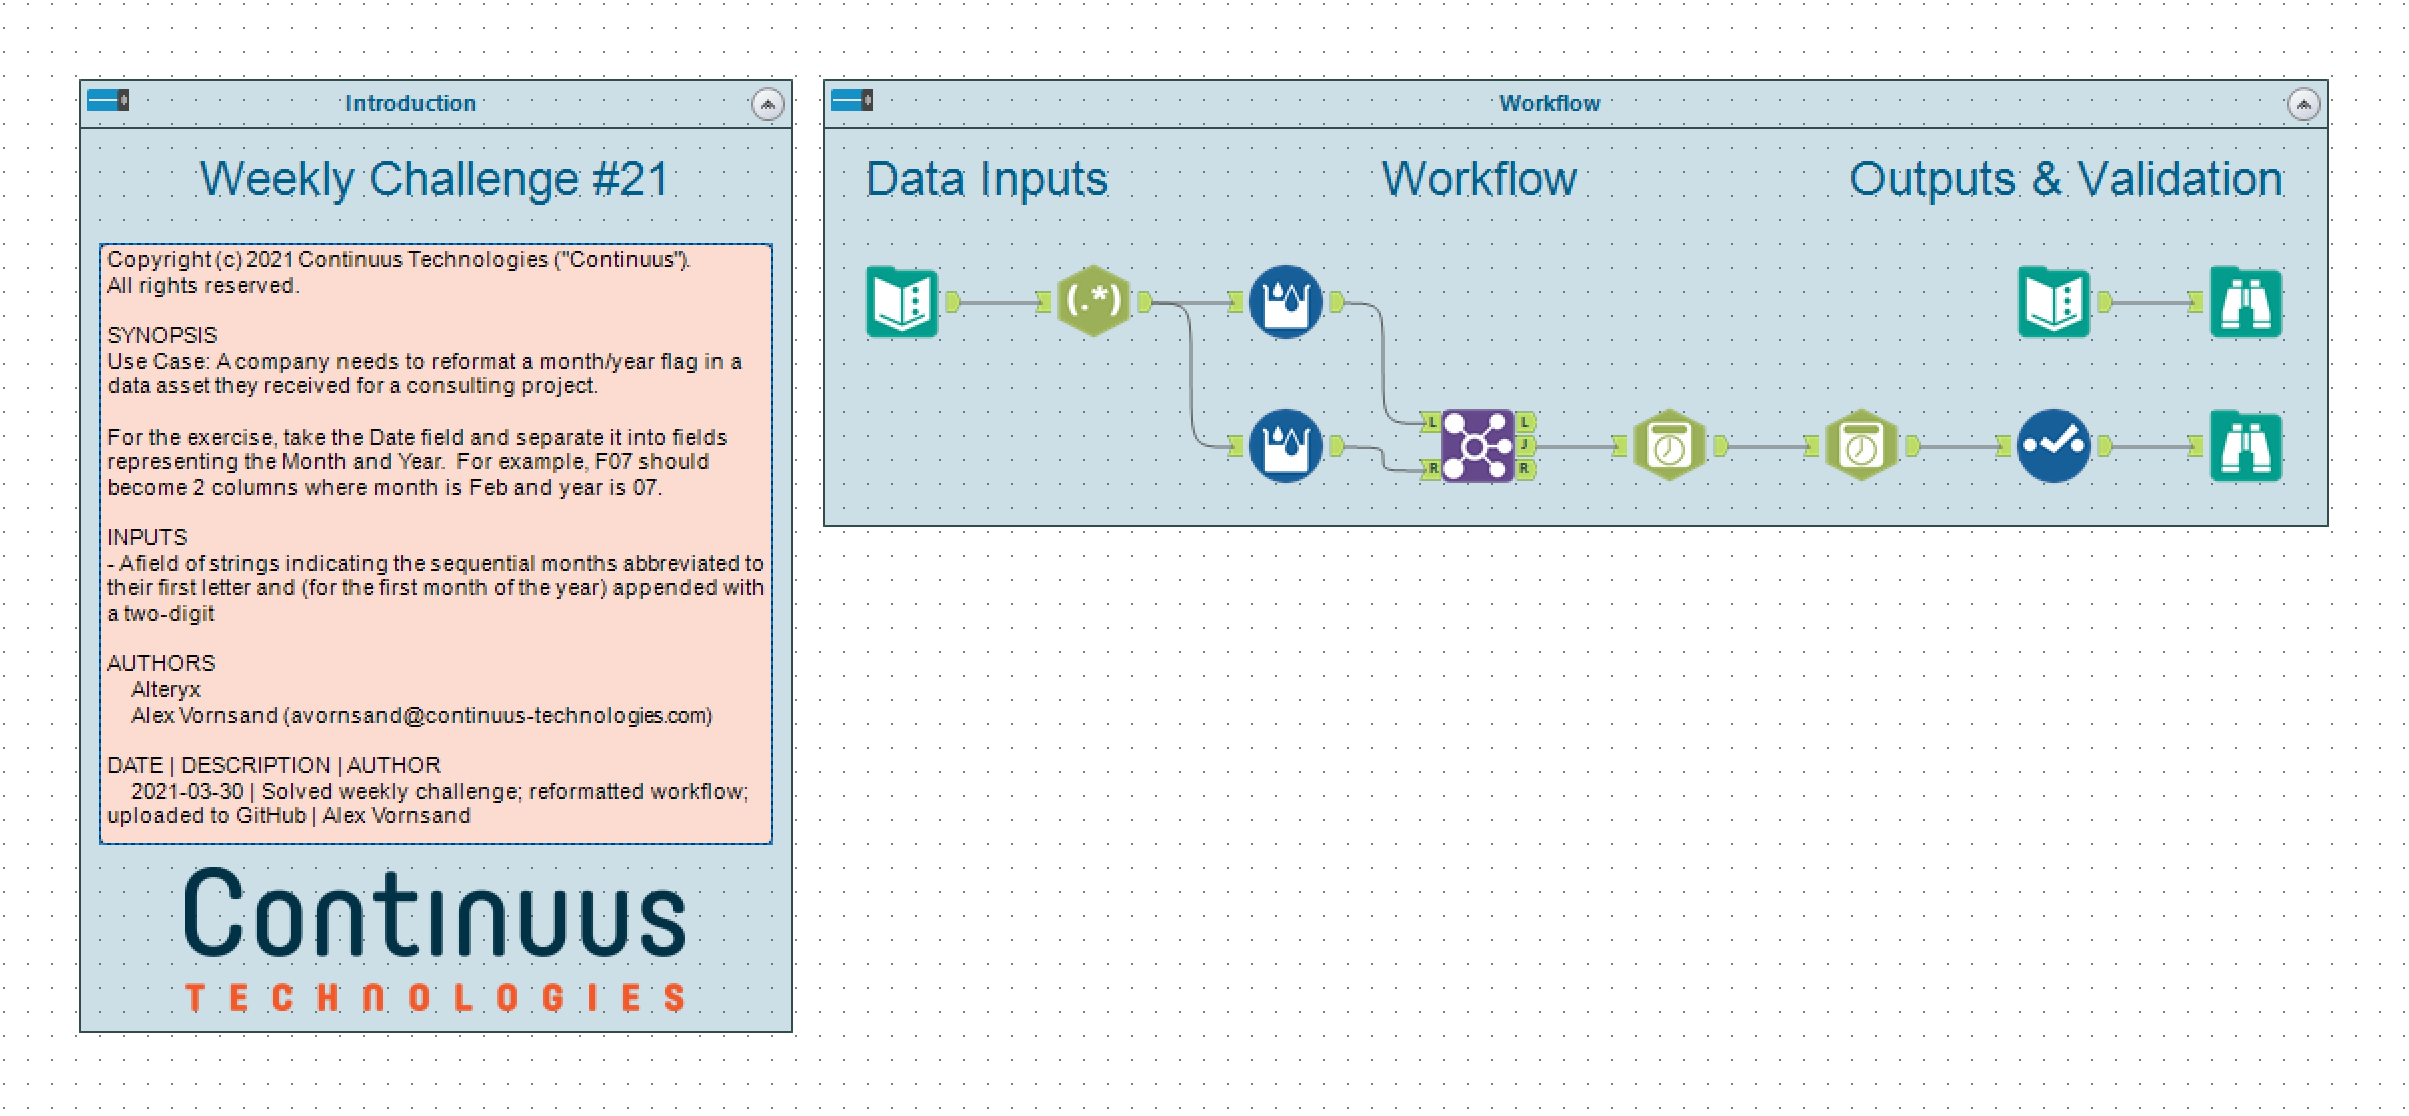 Introduction
Weekly Challenge #21
Copyright (c) 2021 Continuus Technologies ("Continuus").
All rights reserved.
SYNOPSIS
Use Case: A company needs to reformat a month/year flag in a
data asset they received for a consulting project.
For the exercise, take the Date field and separate it into fields
representing the Month and Year.  For example, F07 should
become 2 columns where month is Feb and year is 07.
INPUTS
- A field of strings indicating the sequential months abbreviated to
their first letter and (for the first month of the year) appended with
a two-digit
AUTHORS
Alteryx
Alex Vornsand (avornsand@continuus-technologies.com)
DATE | DESCRIPTION | AUTHOR
2021-03-30 | Solved weekly challenge; reformatted workflow;
uploaded to GitHub | Alex Vornsand
Continuus
TECHNOLOGIES
Workflow
Data Inputs
Workflow
Outputs & Validation
(.*)
L
R
L
J
R